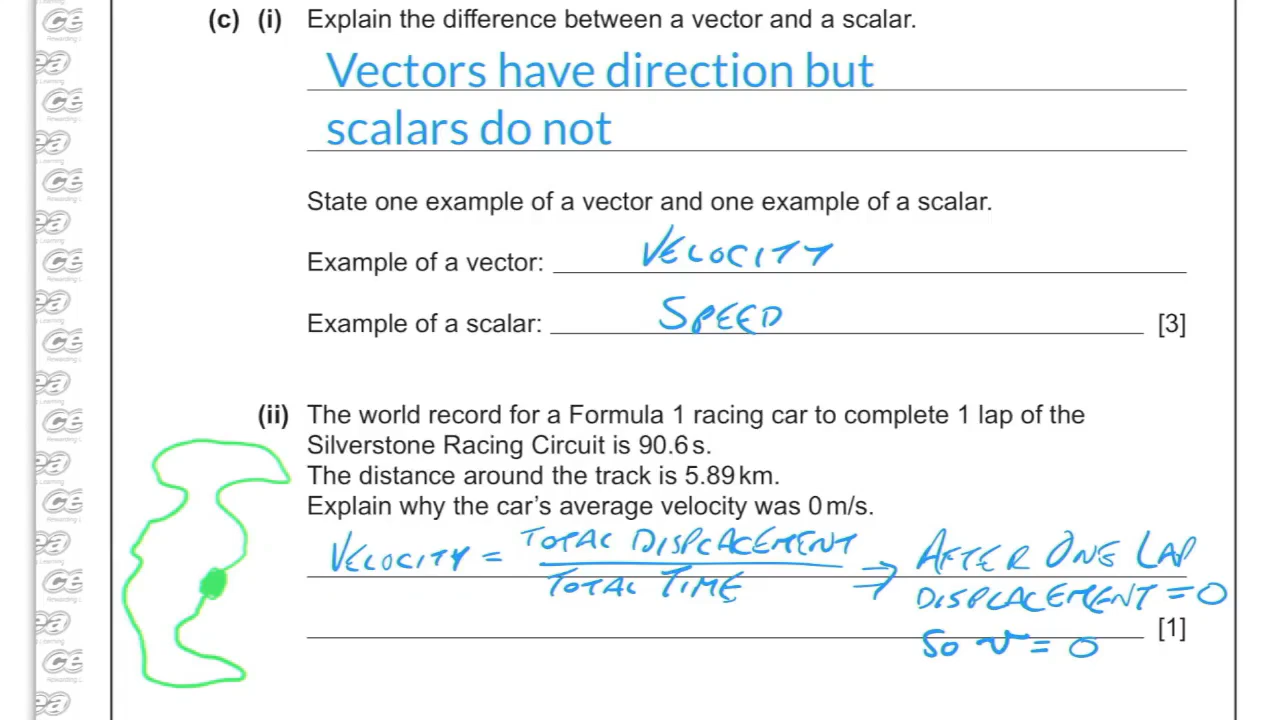 (c) (i) Explain the difference between a vector and a scalar.
Vectors have direction but
scalars do not
State one example of a vector and one example of a scalar.
Example of a vector: VELOCITY
Example of a scalar: SPEED [3]
(ii) The world record for a Formula 1 racing car to complete 1 lap of the
Silverstone Racing Circuit is 90.6 s.
The distance around the track is 5.89 km.
Explain why the car's average velocity was 0 m/s.
VELOCITY = TOTAL DISPLACEMENT / TOTAL TIME → AFTER ONE LAP
DISPLACEMENT = 0
[1]
So v = 0